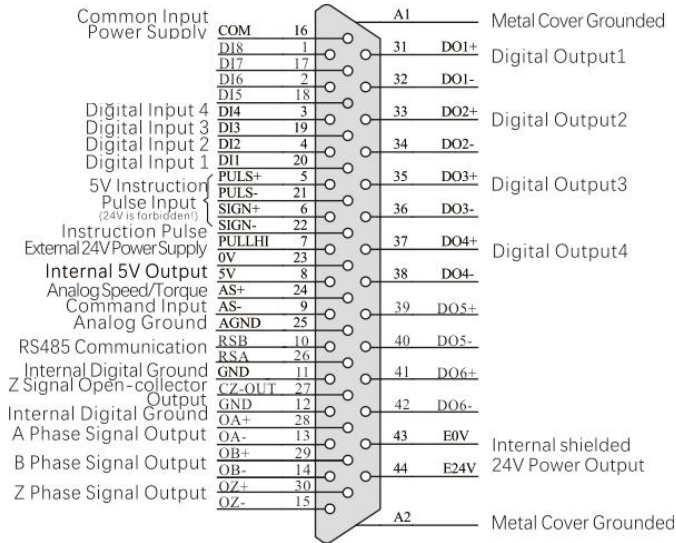 Common Input
Power Supply
COM 16
DI8 1
DI7 17
DI6 2
DI5 18
Digital Input 4 DI4 3
Digital Input 3 DI3 19
Digital Input 2 DI2 4
Digital Input 1 DI1 20
5V Instruction
Pulse Input
(24V is forbidden!)
PULS+ 5
PULS- 21
SIGN+ 6
SIGN- 22
Instruction Pulse
External 24V Power Supply
PULLHI 7
0V 23
Internal 5V Output 5V 8
Analog Speed/Torque
Command Input
AS+ 24
AS- 9
Analog Ground AGND 25
RS485 Communication
RSB 10
RSA 26
Internal Digital Ground GND 11
Z Signal Open-collector
Output
CZ-OUT 27
Internal Digital Ground GND 12
A Phase Signal Output
OA+ 28
OA- 13
B Phase Signal Output
OB+ 29
OB- 14
Z Phase Signal Output
OZ+ 30
OZ- 15
A1 Metal Cover Grounded
31 DO1+
Digital Output1
32 DO1-
33 DO2+
Digital Output2
34 DO2-
35 DO3+
Digital Output3
36 DO3-
37 DO4+
Digital Output4
38 DO4-
39 DO5+
40 DO5-
41 DO6+
42 DO6-
43 E0V
Internal shielded
24V Power Output
44 E24V
A2 Metal Cover Grounded